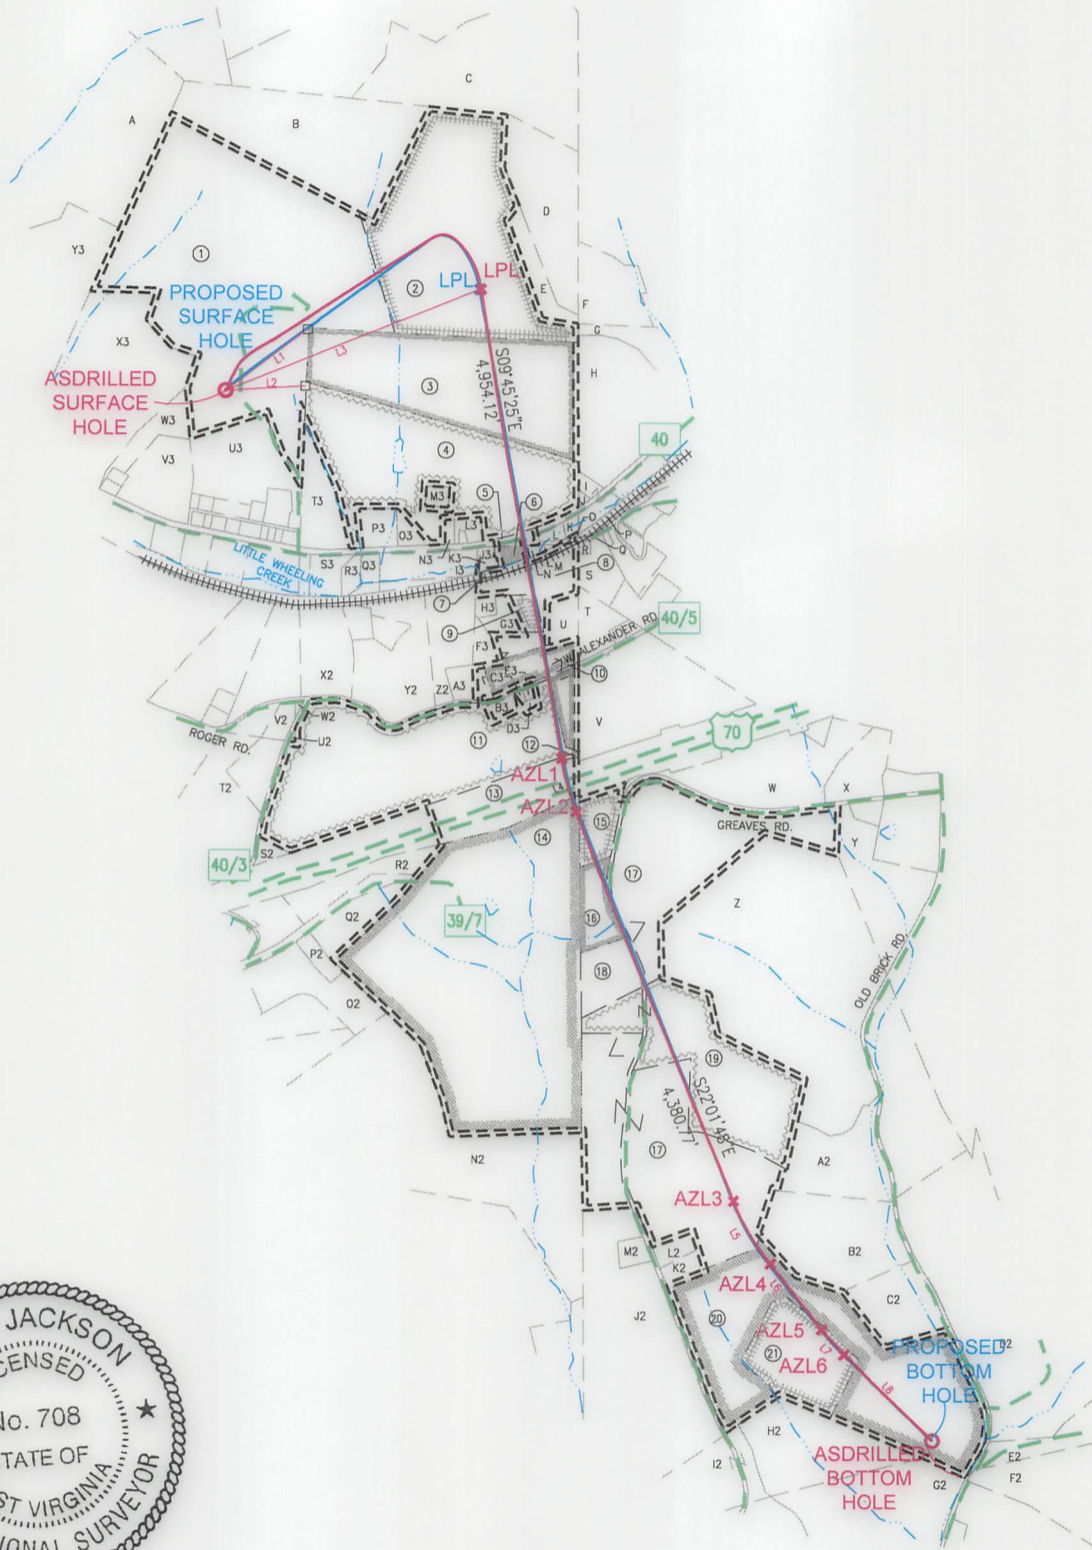 C
A
B
D
Y3
①
PROPOSED
SURFACE
HOLE
②
LPL
LPL
E
F
G
X3
L1
L3
H
ASDRILLED
SURFACE
HOLE
L2
③
S09°45'25"E
4,954.12'
W3
U3
V3
④
40
T3
M3
⑤
⑥
P3
O3
L3
K
O
P
Q
N3
K3
J3
I3
L
M
N
R
⑧
S3
R3
Q3
LITTLE WHEELING
CREEK
⑦
S
H3
T
G3
⑨
U
40/5
F3
ALEXANDER RD
X2
Y2
Z2
A3
C3
E3
⑩
B3
D3
V2
W2
U2
ROGER RD.
⑪
⑫
V
70
T2
AZL1
⑬
AZL2
W
X
GREAVES RD.
Y
S2
40/3
R2
⑭
⑮
⑰
Q2
39/7
Z
P2
⑯
O2
⑱
OLD BRICK RD.
⑲
S22°01'48"E
4,380.77'
N2
⑰
A2
AZL3
L5
M2
L2
K2
B2
AZL4
L6
C2
J2
⑳
AZL5
L7
㉑
AZL6
PROPOSED
BOTTOM
HOLE
D2
L8
H2
I2
ASDRILLED
BOTTOM
HOLE
G2
E2
F2
JACKSON
CENSED
No. 708
STATE OF
ST VIRGINIA
IONAL SURVEYOR